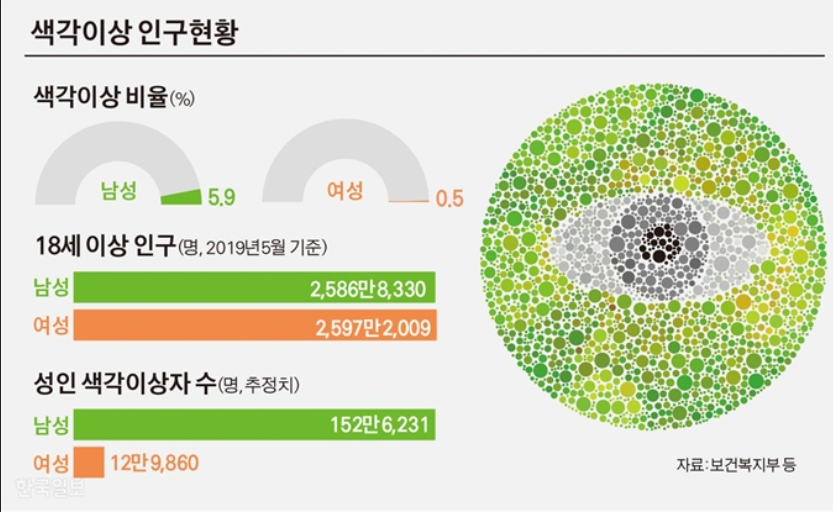 색각이상 인구현황
색각이상 비율(%)
남성 5.9
여성 0.5
18세 이상 인구(명, 2019년5월 기준)
남성 2,586만 8,330
여성 2,597만 2,009
성인 색각이상자 수(명, 추정치)
남성 152만 6,231
여성 12만 9,860
자료:보건복지부 등
한국일보